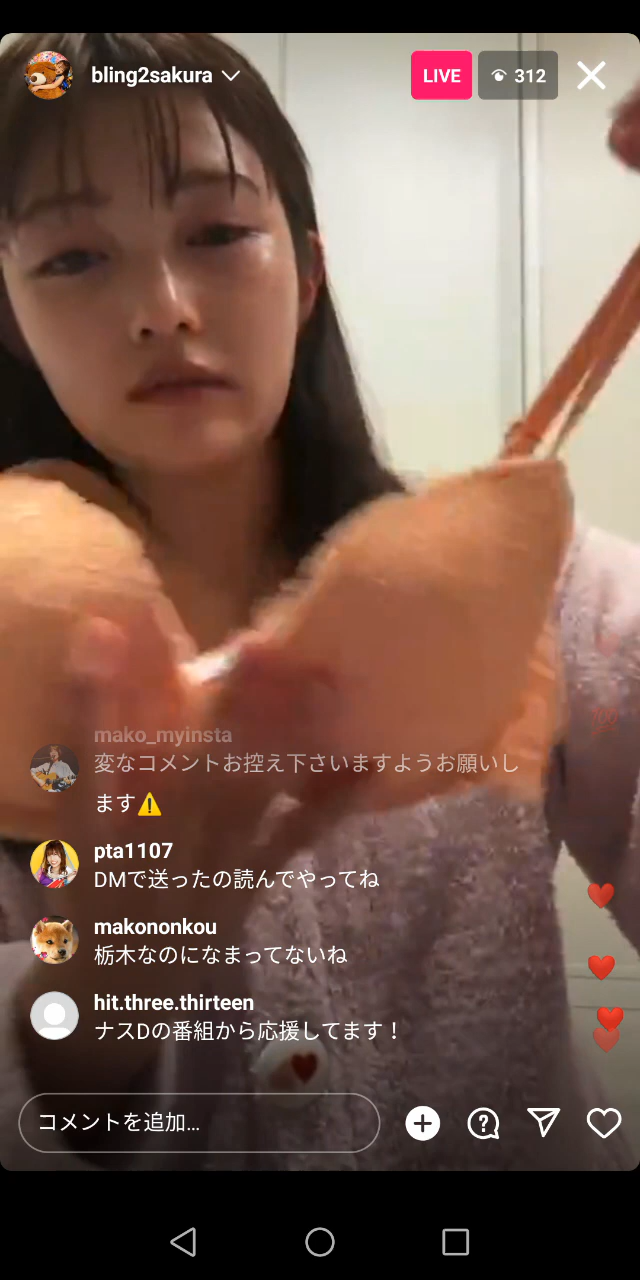 bling2sakura
LIVE
312
mako_myinsta
変なコメントお控え下さいますようお願いし
ます⚠️
pta1107
DMで送ったの読んでやってね
makononkou
栃木なのになまってないね
hit.three.thirteen
ナスDの番組から応援してます！
コメントを追加...